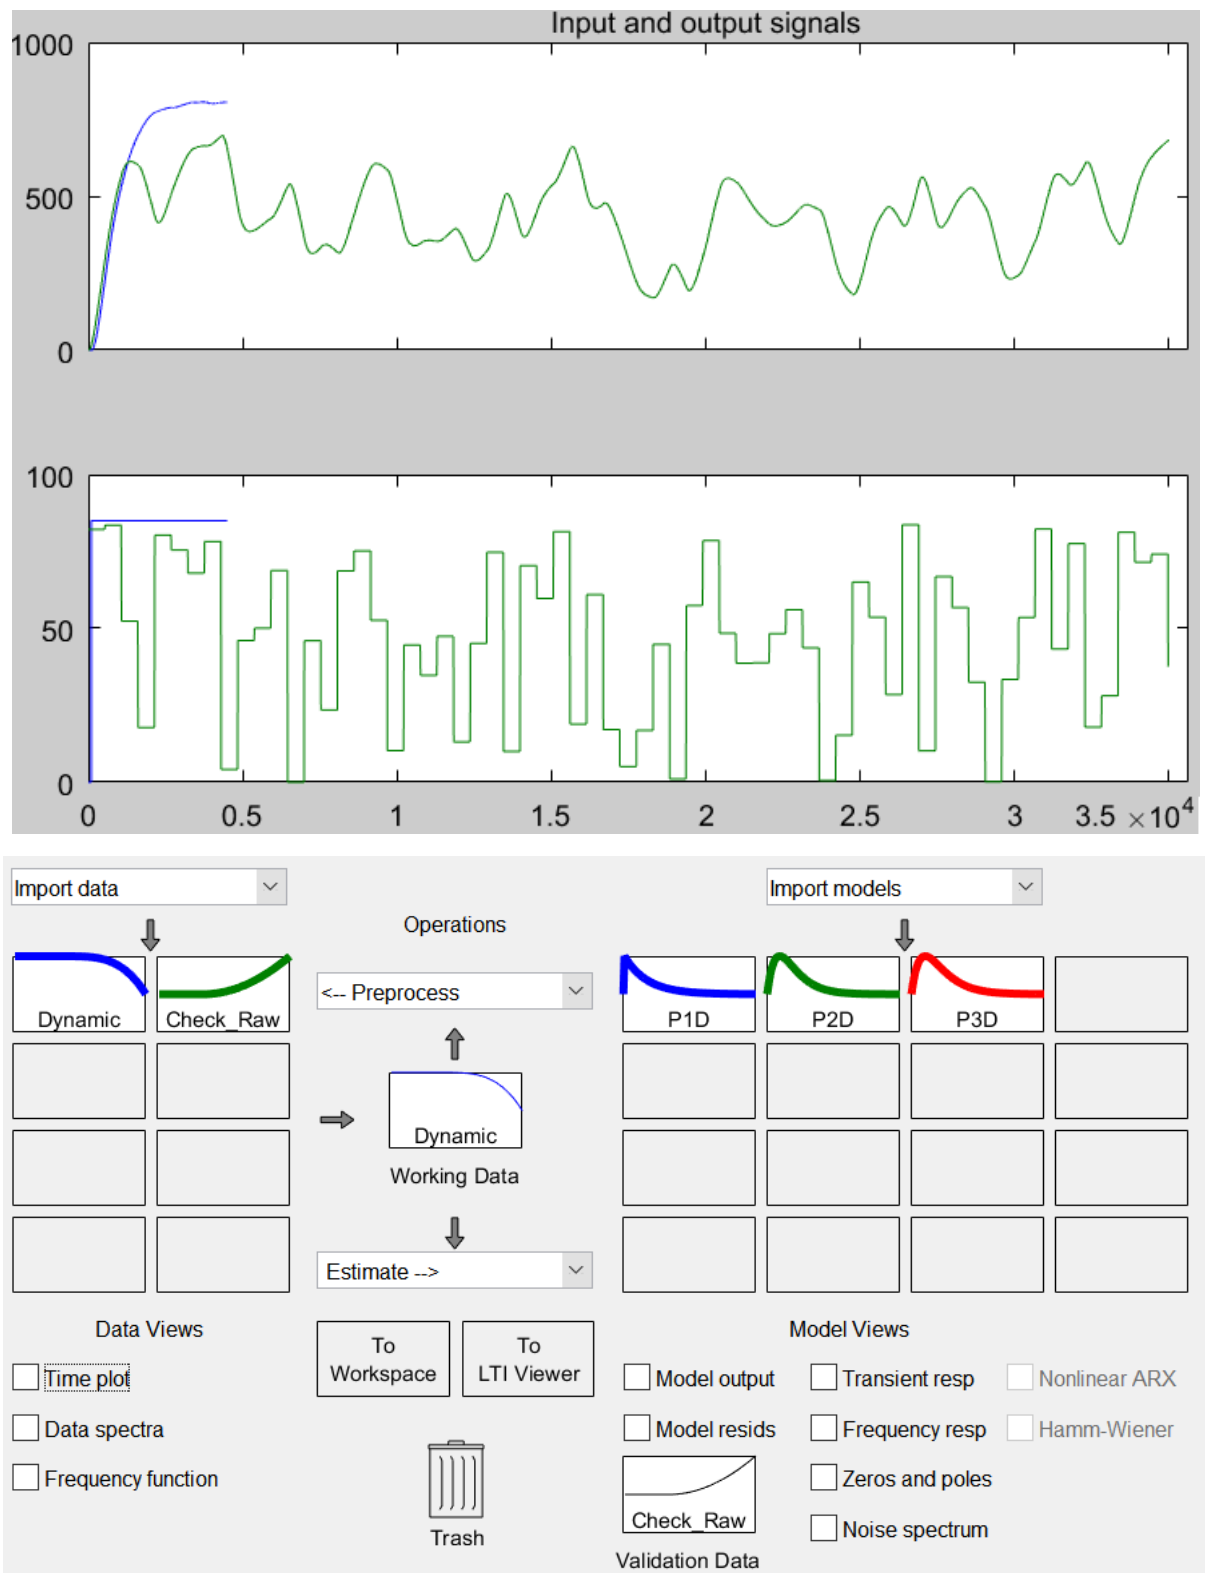 Input and output signals
1000
500
0
100
50
0
0 0.5 1 1.5 2 2.5 3 3.5 ×10^4
Import data
Import models
Operations
<-- Preprocess
Dynamic
Check_Raw
P1D
P2D
P3D
Dynamic
Working Data
Estimate -->
Data Views
To
Workspace
To
LTI Viewer
Model Views
Time plot
Model output
Transient resp
Nonlinear ARX
Data spectra
Model resids
Frequency resp
Hamm-Wiener
Frequency function
Zeros and poles
Check_Raw
Noise spectrum
Trash
Validation Data